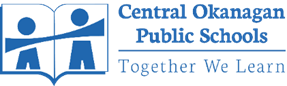 Central Okanagan
Public Schools
Together We Learn